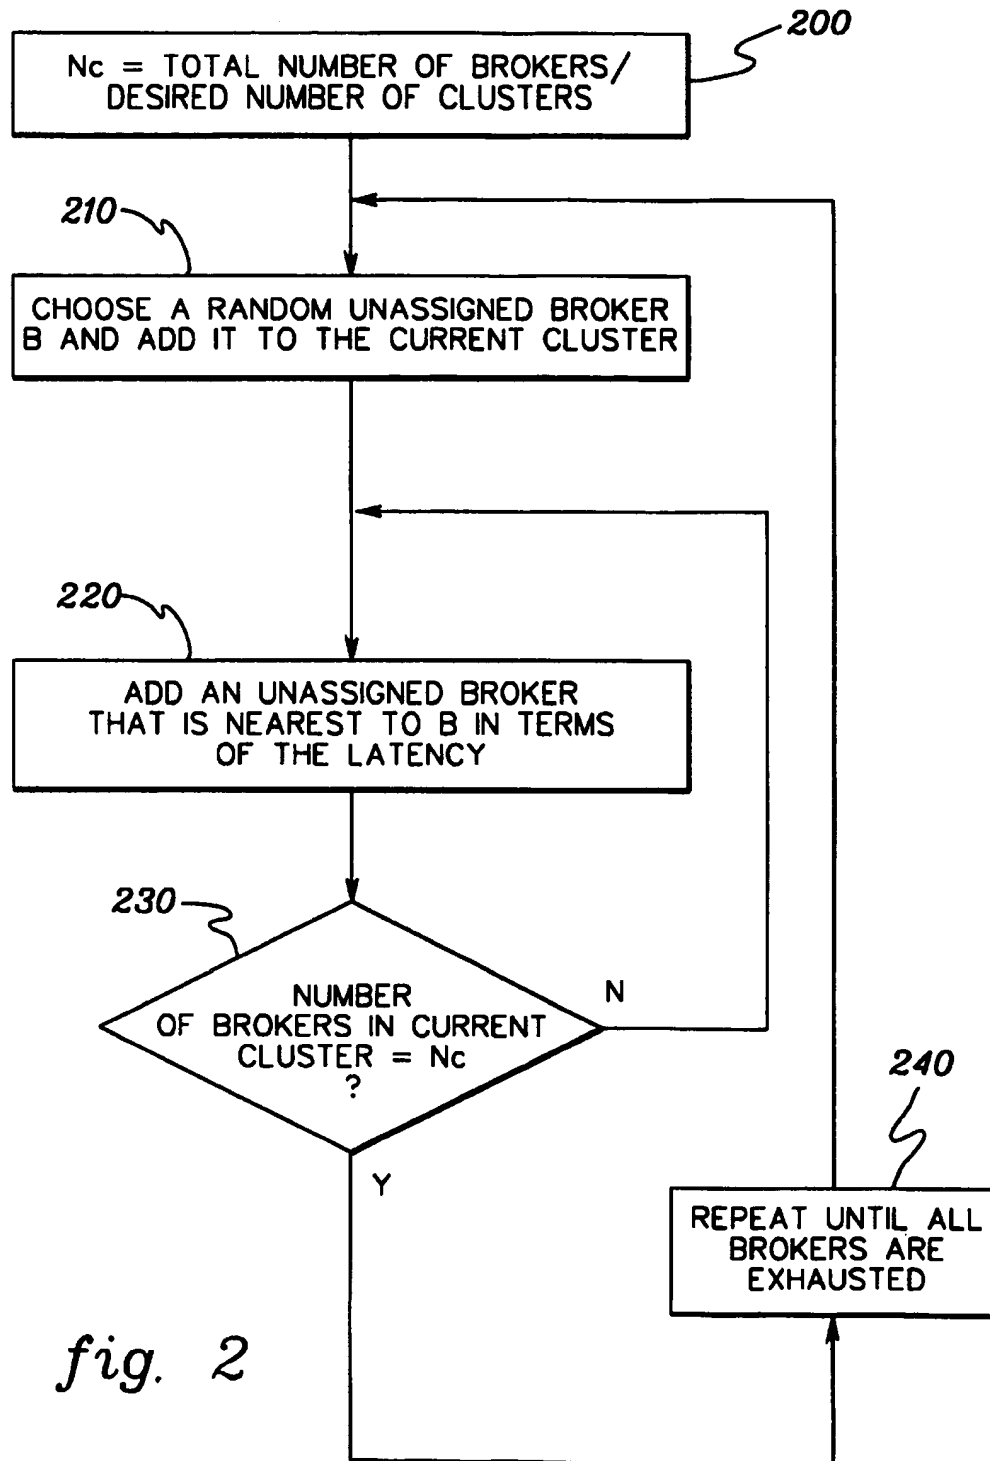 200
Nc = TOTAL NUMBER OF BROKERS/
DESIRED NUMBER OF CLUSTERS
210
CHOOSE A RANDOM UNASSIGNED BROKER
B AND ADD IT TO THE CURRENT CLUSTER
220
ADD AN UNASSIGNED BROKER
THAT IS NEAREST TO B IN TERMS
OF THE LATENCY
230
NUMBER
OF BROKERS IN CURRENT
CLUSTER = Nc
?
N
Y
240
REPEAT UNTIL ALL
BROKERS ARE
EXHAUSTED
fig. 2